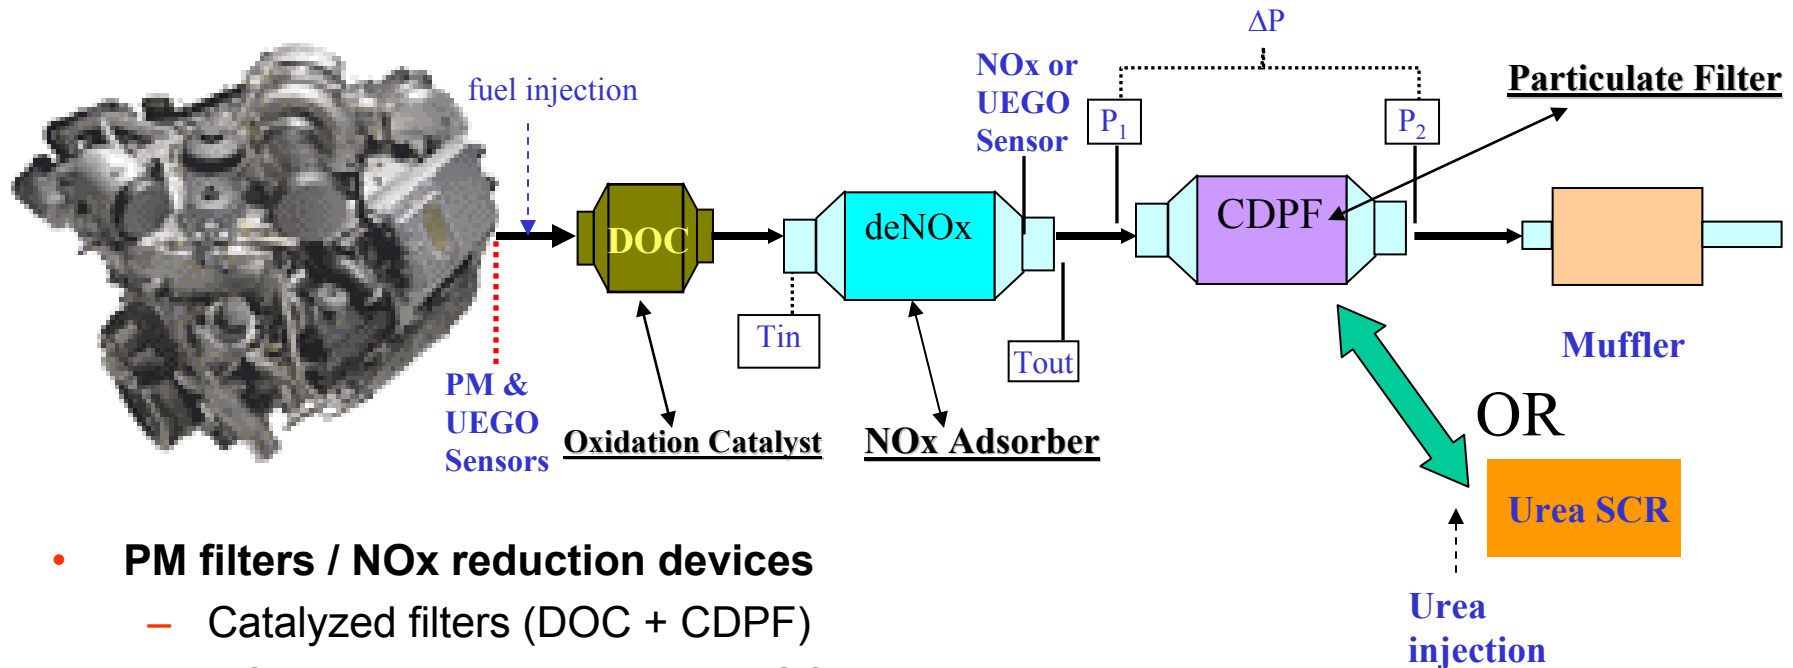 ΔP
NOx or
UEGO
Sensor
Particulate Filter
fuel injection
P1
P2
DOC
deNOx
CDPF
Tin
Tout
Muffler
PM &
UEGO
Sensors
Oxidation Catalyst
NOx Adsorber
OR
Urea SCR
• PM filters / NOx reduction devices
– Catalyzed filters (DOC + CDPF)
Urea
injection